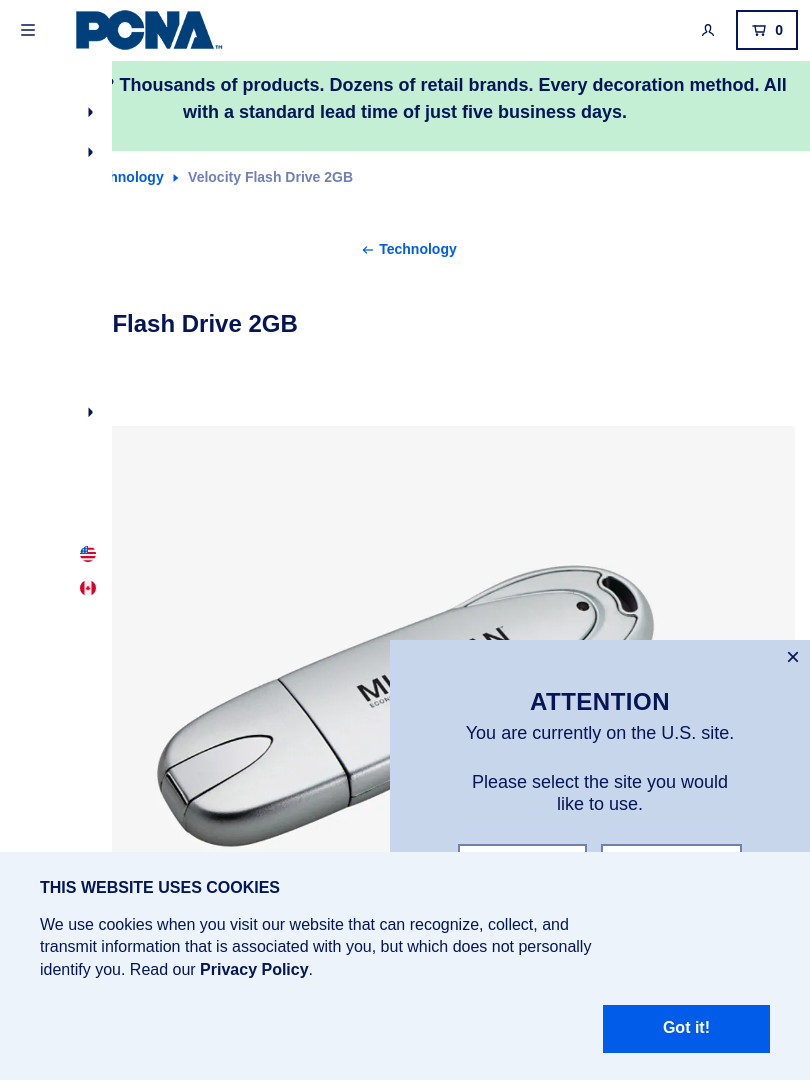 PCNA™
0
? Thousands of products. Dozens of retail brands. Every decoration method. All
with a standard lead time of just five business days.
Velocity Flash Drive 2GB
Technology
Flash Drive 2GB
ATTENTION
You are currently on the U.S. site.
Please select the site you would
like to use.
THIS WEBSITE USES COOKIES
We use cookies when you visit our website that can recognize, collect, and
transmit information that is associated with you, but which does not personally
identify you. Read our Privacy Policy.
Got it!